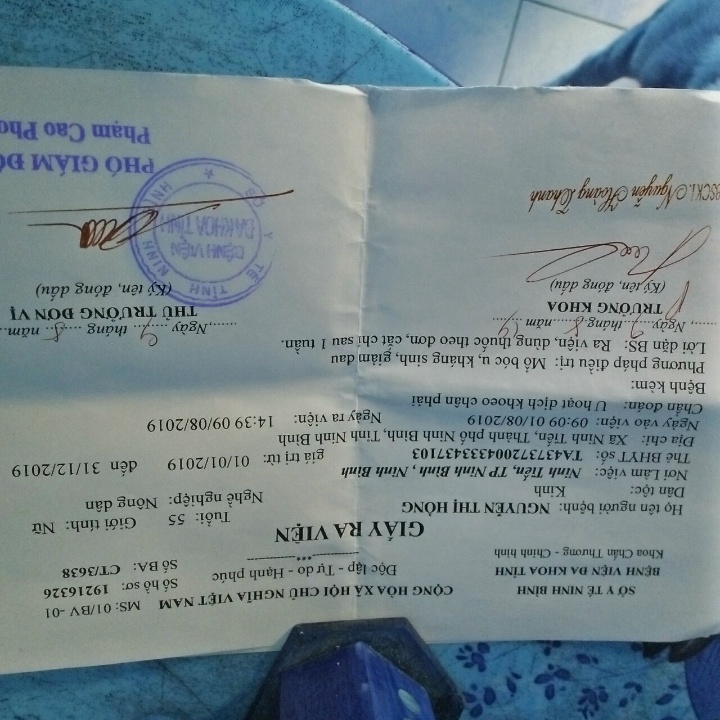 SỞ Y TẾ NINH BÌNH
BỆNH VIỆN ĐA KHOA TỈNH
Khoa Chấn Thương - Chỉnh hình
CỘNG HÒA XÃ HỘI CHỦ NGHĨA VIỆT NAM
Độc lập - Tự do - Hạnh phúc
-----------***-----------
MS: 01/BV -01
Số hồ sơ: 19216326
Số BA: CT/3638
GIẤY RA VIỆN
Họ tên người bệnh: NGUYỄN THỊ HỒNG Tuổi: 55 Giới tính: Nữ
Dân tộc: Kinh Nghề nghiệp: Nông dân
Nơi Làm việc: Ninh Tiến, TP Ninh Bình , Ninh Bình
Thẻ BHYT số: TA437372004333437103 giá trị từ: 01/01/2019 đến 31/12/2019
Địa chỉ: Xã Ninh Tiến, Thành phố Ninh Bình, Tỉnh Ninh Bình
Ngày vào viện: 09:09 01/08/2019 Ngày ra viện: 14:39 09/08/2019
Chẩn đoán: U hoạt dịch khoeo chân phải
Bệnh kèm:
Phương pháp điều trị: Mổ bóc u, kháng sinh, giảm đau
Lời dặn BS: Ra viện, dùng thuốc theo đơn, cắt chỉ sau 1 tuần.
......, Ngày 9 tháng 8 năm 19
TRƯỞNG KHOA
(Ký tên, đóng dấu)
BSCKI. Nguyễn Hoàng Thanh
......,Ngày 9 tháng 8 năm
THỦ TRƯỞNG ĐƠN VỊ
(Ký tên, đóng dấu)
SỞ Y TẾ TỈNH NINH BÌNH
BỆNH VIỆN
ĐA KHOA TỈNH
PHÓ GIÁM ĐỐ
Phạm Cao Pho